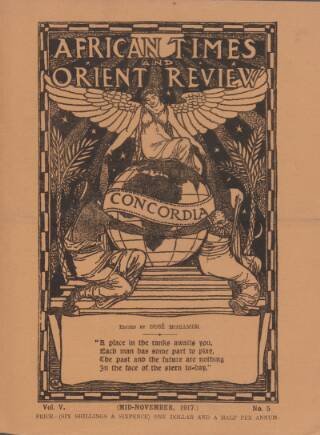 AFRICAN TIMES
AND
ORIENT REVIEW
CONCORDIA
EDITED BY DUSÉ MOHAMED.
"A place in the ranks awaits you,
Each man has some part to play,
The past and the future are nothing
In the face of the stern to-day."
Vol. V. (MID-NOVEMBER, 1917.) No. 5
PRICE—(SIX SHILLINGS & SIXPENCE) ONE DOLLAR AND A HALF PER ANNUM